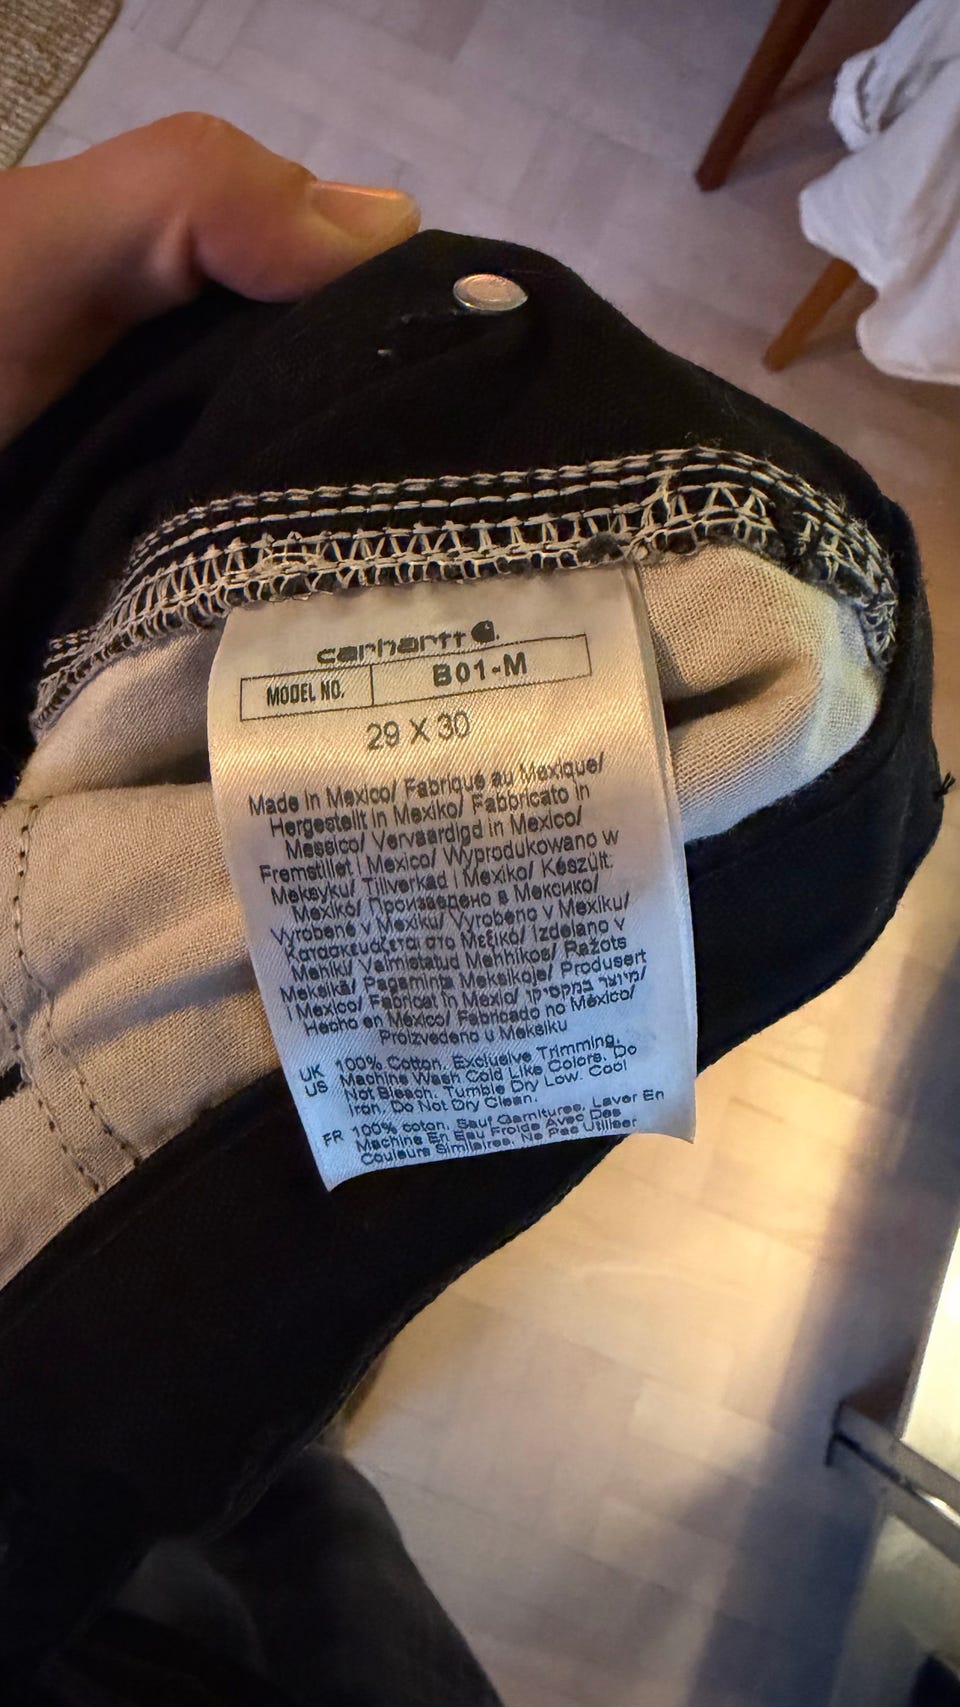 carhartt
MODEL NO. B01-M
29 X 30
Made in Mexico/ Fabriqué au Mexique/
Hergestellt in Mexiko/ Fabbricato in
Messico/ Vervaardigd in Mexico/
Fremstillet i Mexico/ Wyprodukowano w
Meksyku/ Tillverkad i Mexiko/ Készült:
Mexikó/ Произведено в Мексико/
Vyrobené v Mexiku/ Vyrobeno v Mexiku/
Κατασκευάζεται στο Μεξικό/ Izdelano v
Mehiki/ Valmistatud Mehhikos/ Ražots
Meksikā/ Pagaminta Meksikoje/ Produsert
i Mexico/ Fabricat în Mexic/ מיוצר במקסיקו/
Hecho en México/ Fabricado no México/
Proizvedeno u Meksiku
UK US 100% Cotton. Exclusive Trimming.
Machine Wash Cold Like Colors. Do
Not Bleach. Tumble Dry Low. Cool
Iron. Do Not Dry Clean.
FR 100% coton. Sauf Garnitures. Laver En
Machine En Eau Froide Avec Des
Couleurs Similaires. Ne Pas Utiliser